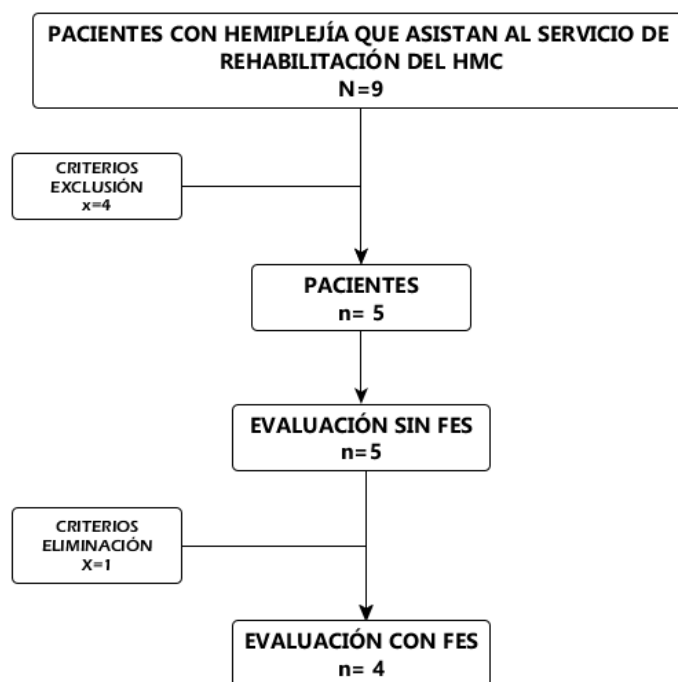 PACIENTES CON HEMIPLEJÍA QUE ASISTAN AL SERVICIO DE
REHABILITACIÓN DEL HMC
N=9
CRITERIOS
EXCLUSIÓN
x=4
PACIENTES
n= 5
EVALUACIÓN SIN FES
n=5
CRITERIOS
ELIMINACIÓN
X=1
EVALUACIÓN CON FES
n= 4